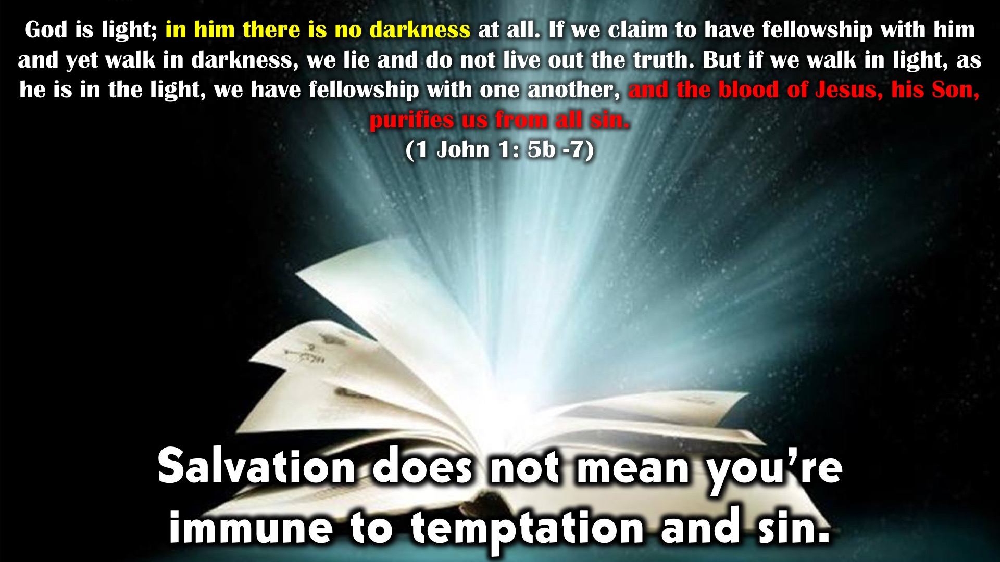 God is light; in him there is no darkness at all. If we claim to have fellowship with him
and yet walk in darkness, we lie and do not live out the truth. But if we walk in light, as
he is in the light, we have fellowship with one another, and the blood of Jesus, his Son,
purifies us from all sin.
(1 John 1: 5b -7)
Salvation does not mean you’re
immune to temptation and sin.